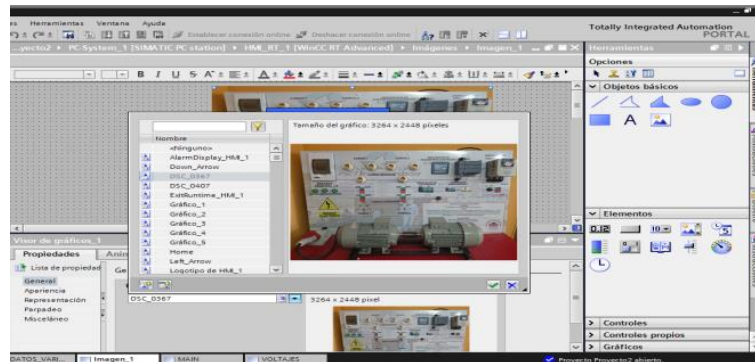 es Herramientas Ventana Ayuda
Establecer conexión online Deshacer conexión online
Totally Integrated Automation
PORTAL
...yecto2 ▸ PC-System_1 [SIMATIC PC station] ▸ HMI_RT_1 [WinCC RT Advanced] ▸ Imágenes ▸ Imagen_1
Herramientas
Opciones
B I U S A
Objetos básicos
A
Tamaño del gráfico: 3264 x 2448 píxeles
Nombre
<Ninguno>
AlarmDisplay_HMI_1
Down_Arrow
DSC_0367
DSC_0407
ExitRuntime_HMI_1
Gráfico_1
Gráfico_2
Gráfico_3
Gráfico_4
Gráfico_5
Home
Left_Arrow
Logotipo de HMI_1
Elementos
Visor de gráficos_1
Propiedades Anim
Lista de propiedad Ge
General
Apariencia
Representación
Parpadeo
Misceláneo
DSC_0367
3264 x 2448 pixel
Controles
Controles propios
Gráficos
DATOS_VARI... Imagen_1 MAIN VOLTAJES
Proyecto Proyecto2 abierto.